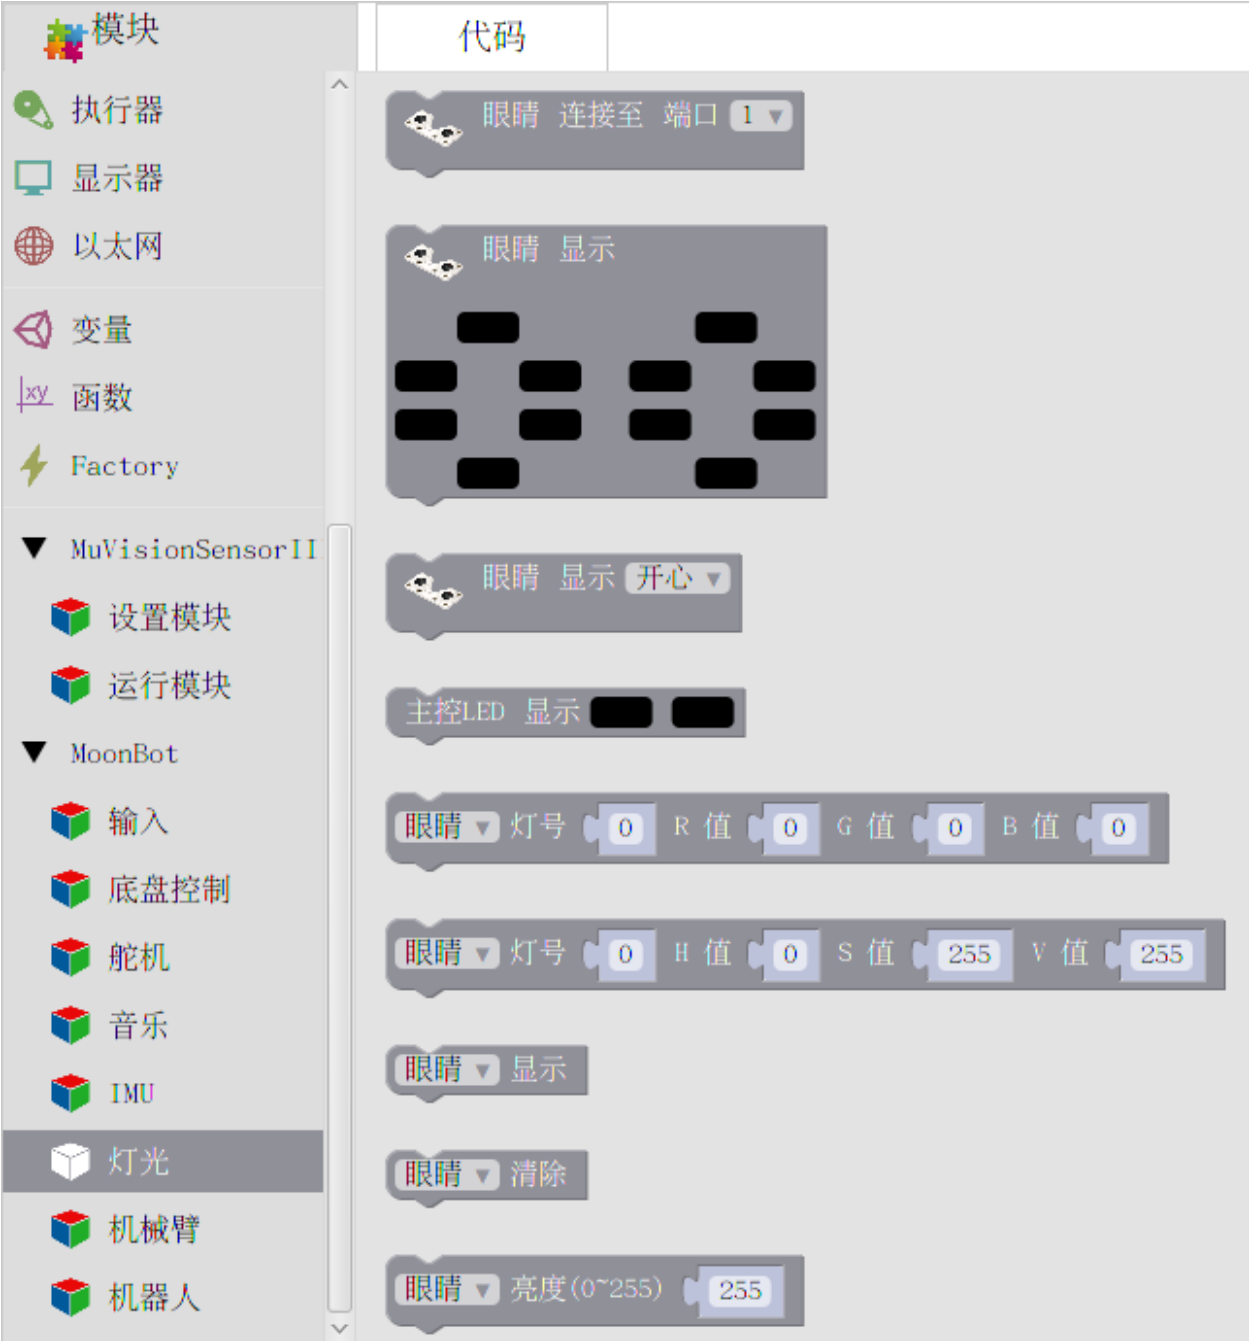 模块
代码
执行器
显示器
以太网
变量
xy 函数
Factory
MuVisionSensorII
设置模块
运行模块
MoonBot
输入
底盘控制
舵机
音乐
IMU
灯光
机械臂
机器人
眼睛 连接至 端口 1
眼睛 显示
眼睛 显示 开心
主控LED 显示
眼睛 灯号 0 R 值 0 G 值 0 B 值 0
眼睛 灯号 0 H 值 0 S 值 255 V 值 255
眼睛 显示
眼睛 清除
眼睛 亮度(0~255) 255